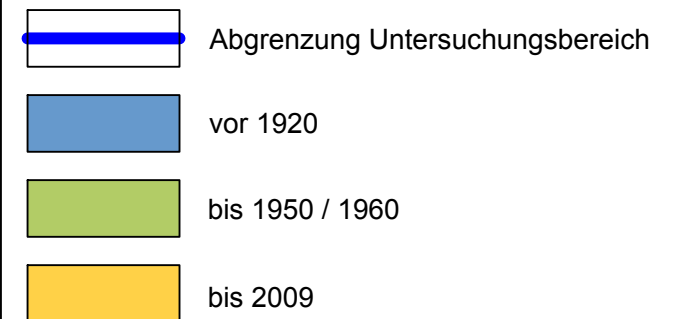 Abgrenzung Untersuchungsbereich
vor 1920
bis 1950 / 1960
bis 2009